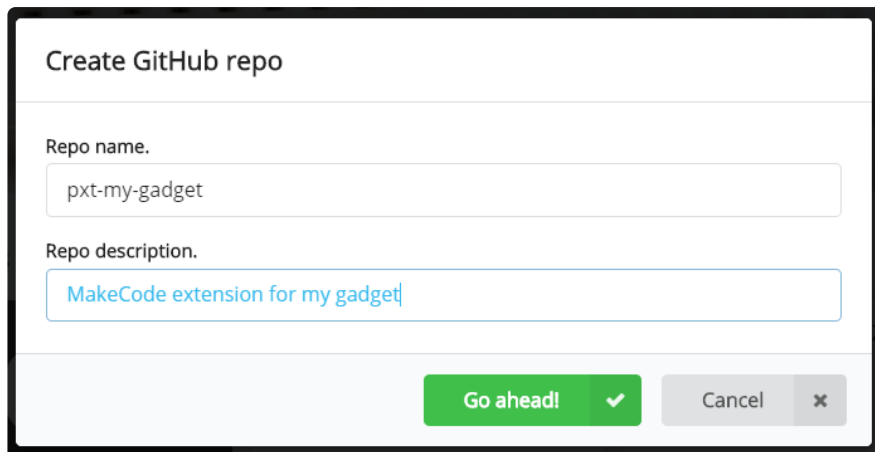 Create GitHub repo
Repo name.
pxt-my-gadget
Repo description.
MakeCode extension for my gadget
Go ahead!
Cancel